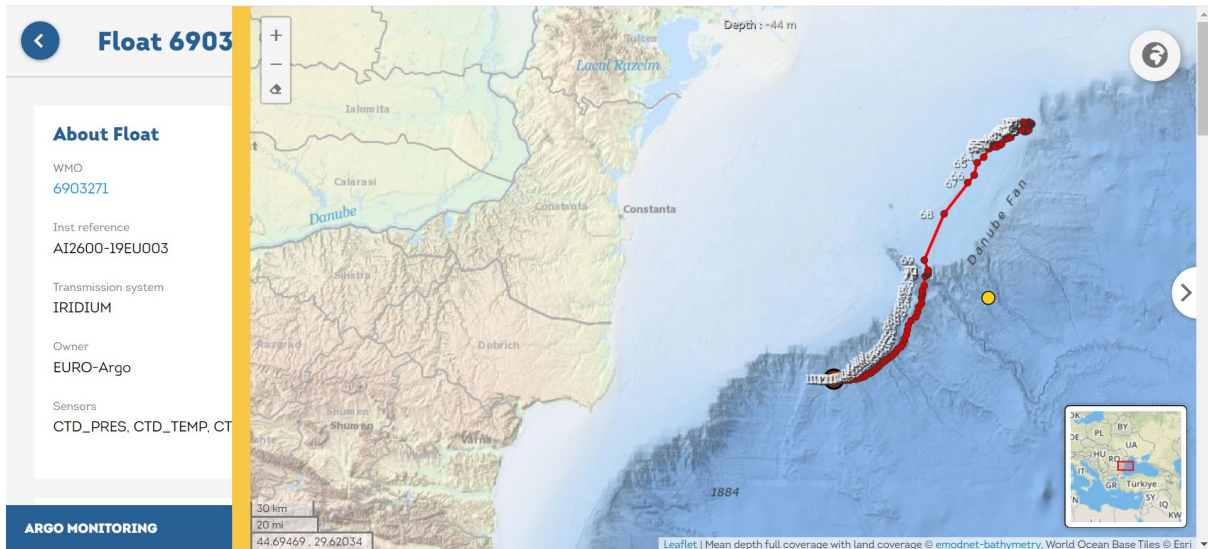 Float 6903
About Float
WMO
6903271
Inst reference
AI2600-19EU003
Transmission system
IRIDIUM
Owner
EURO-Argo
Sensors
CTD_PRES, CTD_TEMP, CT
ARGO MONITORING
+
−
Depth : -44 m
Tulcea
Lacul Razelm
Ialomita
Calarasi
Danube
Constanta
Constanta
Silistra
Razgrad
Dobrich
Shumen
Shumen
Varna
65
66
67
68
69
70
Danube Fan
1884
30 km
20 mi
44.69469 , 29.62034
DE
PL
BY
UA
HU
RO
IT
GR
Türkiye
SY
IQ
KW
Leaflet | Mean depth full coverage with land coverage © emodnet-bathymetry, World Ocean Base Tiles © Esri